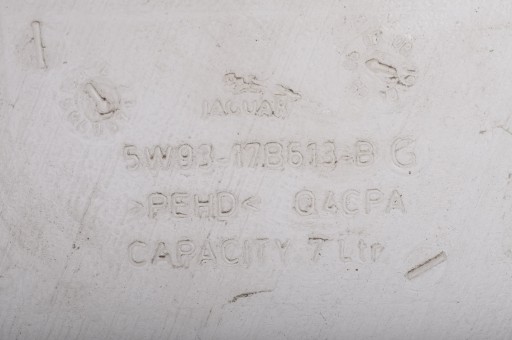 JAGUAR
5W93-17B613-B C
>PEHD< Q4CPA
CAPACITY 7 Ltr